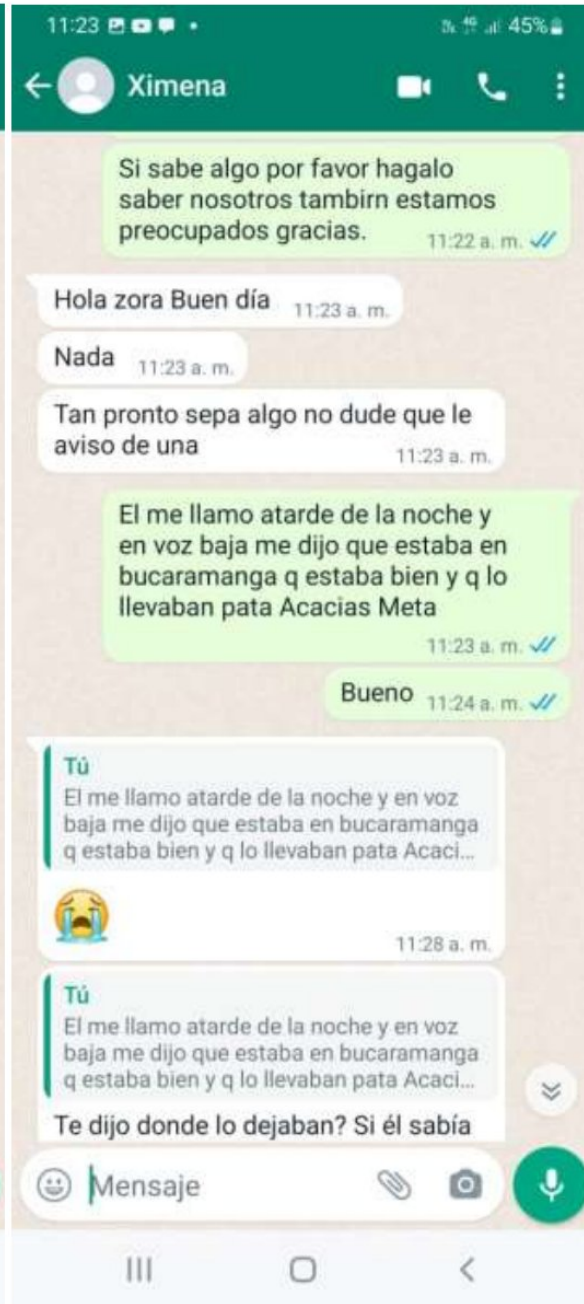 11:23
45%
Ximena
Si sabe algo por favor hagalo
saber nosotros tambirn estamos
preocupados gracias.
11:22 a. m.
Hola zora Buen día
11:23 a. m.
Nada
11:23 a. m.
Tan pronto sepa algo no dude que le
aviso de una
11:23 a. m.
El me llamo atarde de la noche y
en voz baja me dijo que estaba en
bucaramanga q estaba bien y q lo
llevaban pata Acacias Meta
11:23 a. m.
Bueno
11:24 a. m.
Tú
El me llamo atarde de la noche y en voz
baja me dijo que estaba en bucaramanga
q estaba bien y q lo llevaban pata Acaci...
11:28 a. m.
Tú
El me llamo atarde de la noche y en voz
baja me dijo que estaba en bucaramanga
q estaba bien y q lo llevaban pata Acaci...
Te dijo donde lo dejaban? Si él sabía
Mensaje